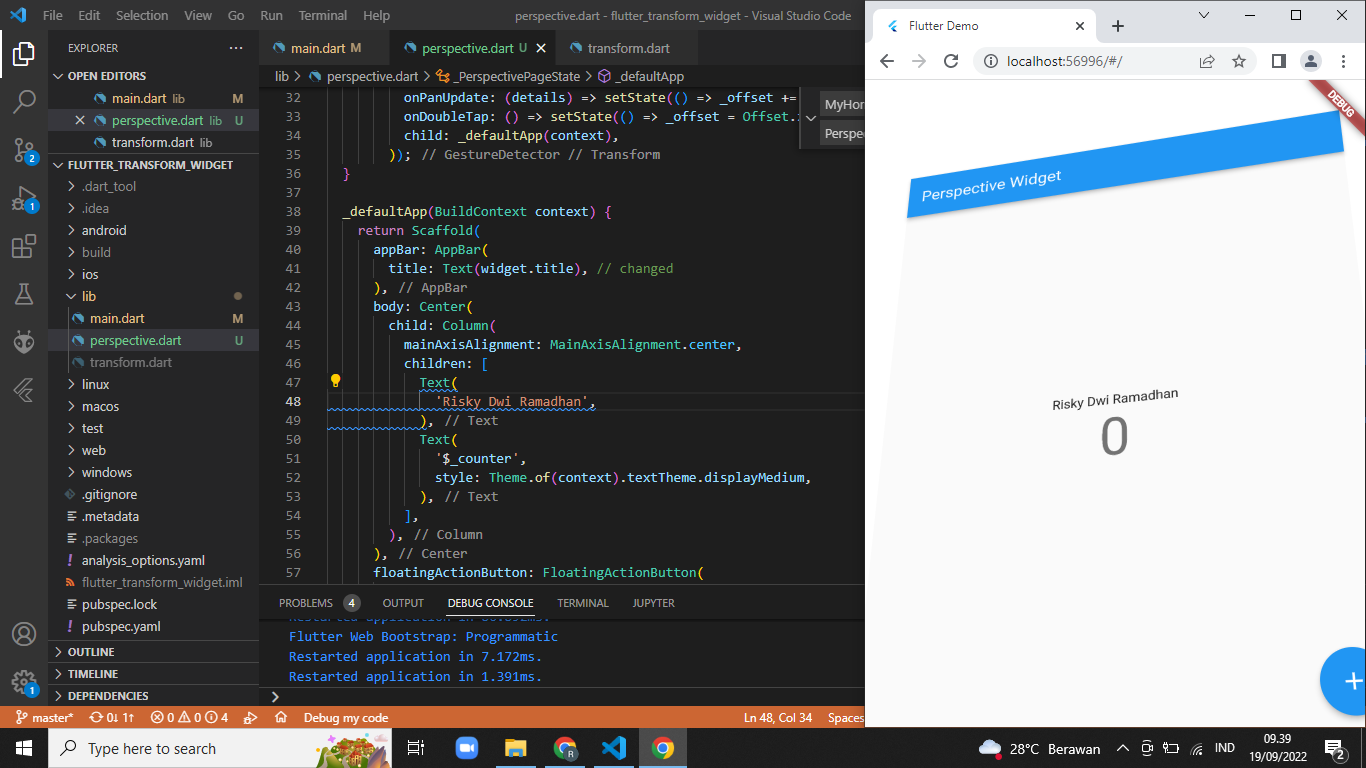 File Edit Selection View Go Run Terminal Help
perspective.dart - flutter_transform_widget - Visual Studio Code
EXPLORER
OPEN EDITORS
main.dart lib M
perspective.dart lib U
transform.dart lib
FLUTTER_TRANSFORM_WIDGET
.dart_tool
.idea
android
build
ios
lib
main.dart M
perspective.dart U
transform.dart
linux
macos
test
web
windows
.gitignore
.metadata
.packages
analysis_options.yaml
flutter_transform_widget.iml
pubspec.lock
pubspec.yaml
OUTLINE
TIMELINE
DEPENDENCIES
main.dart M
perspective.dart U
transform.dart
lib > perspective.dart > _PerspectivePageState > _defaultApp
32 onPanUpdate: (details) => setState(() => _offset +=
33 onDoubleTap: () => setState(() => _offset = Offset.
34 child: _defaultApp(context),
35 )); // GestureDetector // Transform
36 }
37
38 _defaultApp(BuildContext context) {
39 return Scaffold(
40 appBar: AppBar(
41 title: Text(widget.title), // changed
42 ), // AppBar
43 body: Center(
44 child: Column(
45 mainAxisAlignment: MainAxisAlignment.center,
46 children: [
47 Text(
48 'Risky Dwi Ramadhan',
49 ), // Text
50 Text(
51 '$_counter',
52 style: Theme.of(context).textTheme.displayMedium,
53 ), // Text
54 ],
55 ), // Column
56 ), // Center
57 floatingActionButton: FloatingActionButton(
MyHor
Perspec
PROBLEMS 4 OUTPUT DEBUG CONSOLE TERMINAL JUPYTER
Restarted application in
Flutter Web Bootstrap: Programmatic
Restarted application in 7.172ms.
Restarted application in 1.391ms.
2
1
1
master* 0↓ 1↑ 0 0 4 Debug my code
Ln 48, Col 34 Spaces
Flutter Demo
localhost:56996/#/
DEBUG
Perspective Widget
Risky Dwi Ramadhan
0
+
Type here to search
R
28°C Berawan
IND
09.39
19/09/2022
2